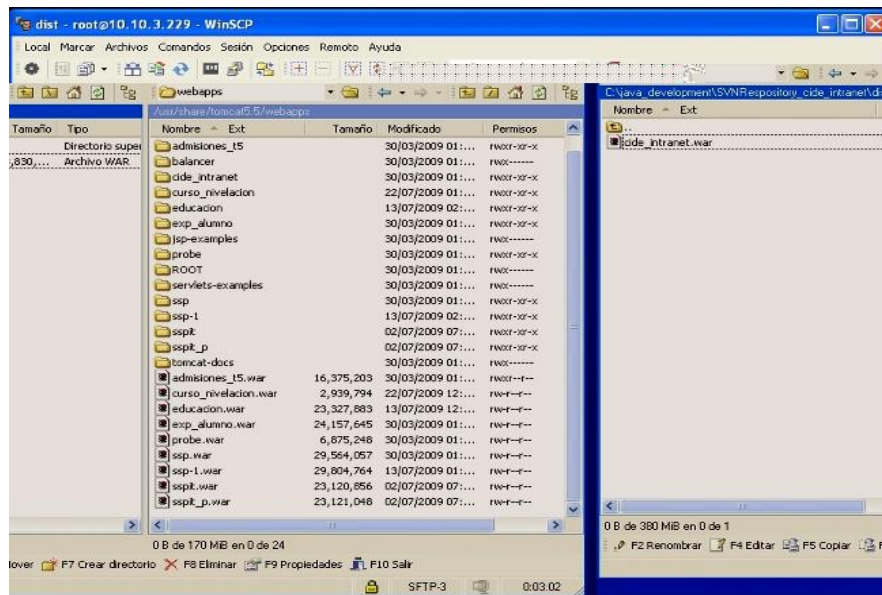 dist - root@10.10.3.229 - WinSCP
Local Marcar Archivos Comandos Sesión Opciones Remoto Ayuda
webapps
/usr/share/tomcat5.5/webapps
Tamaño Tipo
Directorio super
,830,... Archivo WAR
Nombre Ext Tamaño Modificado Permisos
admisiones_t5 30/03/2009 01:... rwxr-xr-x
balancer 30/03/2009 01:... rwx------
cide_intranet 30/03/2009 01:... rwxr-xr-x
curso_nivelacion 22/07/2009 01:... rwxr-xr-x
educacion 13/07/2009 02:... rwxr-xr-x
exp_alumno 30/03/2009 01:... rwxr-xr-x
jsp-examples 30/03/2009 01:... rwx------
probe 30/03/2009 01:... rwxr-xr-x
ROOT 30/03/2009 01:... rwx------
servlets-examples 30/03/2009 01:... rwx------
ssp 30/03/2009 01:... rwxr-xr-x
ssp-1 13/07/2009 02:... rwxr-xr-x
sspit 02/07/2009 07:... rwxr-xr-x
sspit_p 02/07/2009 07:... rwxr-xr-x
tomcat-docs 30/03/2009 01:... rwx------
admisiones_t5.war 16,375,203 30/03/2009 01:... rwxr--r--
curso_nivelacion.war 2,939,794 22/07/2009 12:... rw-r--r--
educacion.war 23,327,883 13/07/2009 12:... rw-r--r--
exp_alumno.war 24,157,645 30/03/2009 01:... rw-r--r--
probe.war 6,875,248 30/03/2009 01:... rw-r--r--
ssp.war 29,564,057 30/03/2009 01:... rw-r--r--
ssp-1.war 29,804,764 13/07/2009 01:... rw-r--r--
sspit.war 23,120,856 02/07/2009 07:... rw-r--r--
sspit_p.war 23,121,048 02/07/2009 07:... rw-r--r--
0 B de 170 MiB en 0 de 24
C:\java_development\SVNRespository_cide_intranet\di
Nombre Ext
..
cide_intranet.war
0 B de 380 MiB en 0 de 1
F2 Renombrar F4 Editar F5 Copiar
lover F7 Crear directorio F8 Eliminar F9 Propiedades F10 Salir
SFTP-3 0:03:02